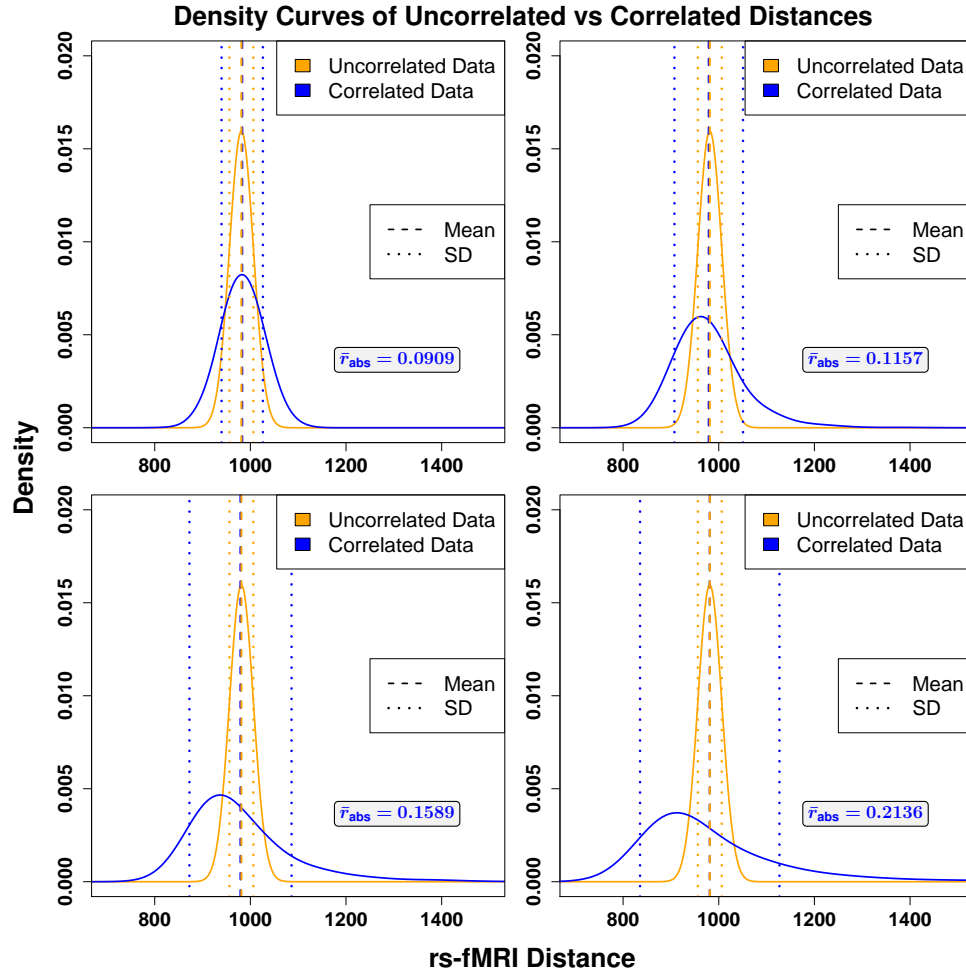 Density Curves of Uncorrelated vs Correlated Distances
0.020
0.015
0.010
0.005
0.000
Uncorrelated Data
Correlated Data
Mean
SD
r̄abs = 0.0909
800 1000 1200 1400
0.020
0.015
0.010
0.005
0.000
Uncorrelated Data
Correlated Data
Mean
SD
r̄abs = 0.1157
800 1000 1200 1400
Density
0.020
0.015
0.010
0.005
0.000
Uncorrelated Data
Correlated Data
Mean
SD
r̄abs = 0.1589
800 1000 1200 1400
0.020
0.015
0.010
0.005
0.000
Uncorrelated Data
Correlated Data
Mean
SD
r̄abs = 0.2136
800 1000 1200 1400
rs-fMRI Distance